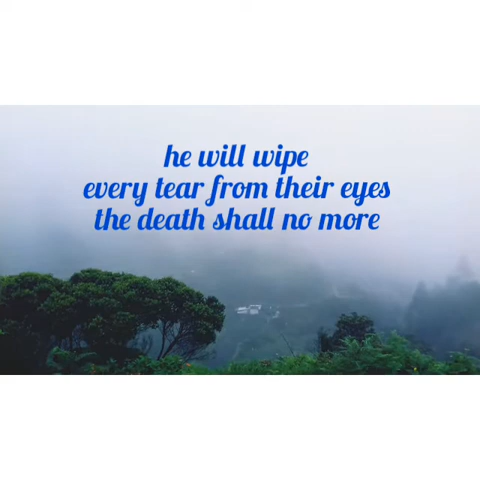 he will wipe
every tear from their eyes
the death shall no more